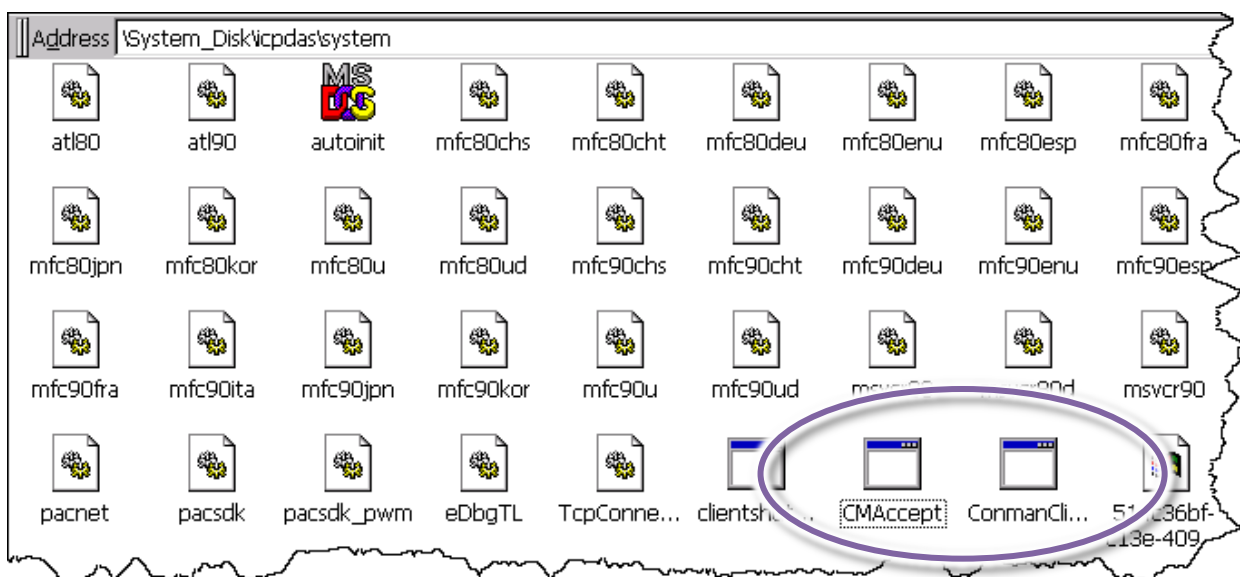 Address \System_Disk\icpdas\system
MS
atl80 atl90 autoinit mfc80chs mfc80cht mfc80deu mfc80enu mfc80esp mfc80fra
mfc80jpn mfc80kor mfc80u mfc80ud mfc90chs mfc90cht mfc90deu mfc90enu mfc90esp
mfc90fra mfc90ita mfc90jpn mfc90kor mfc90u mfc90ud msvcr90
pacnet pacsdk pacsdk_pwm eDbgTL TcpConne... CMAccept ConmanCli...